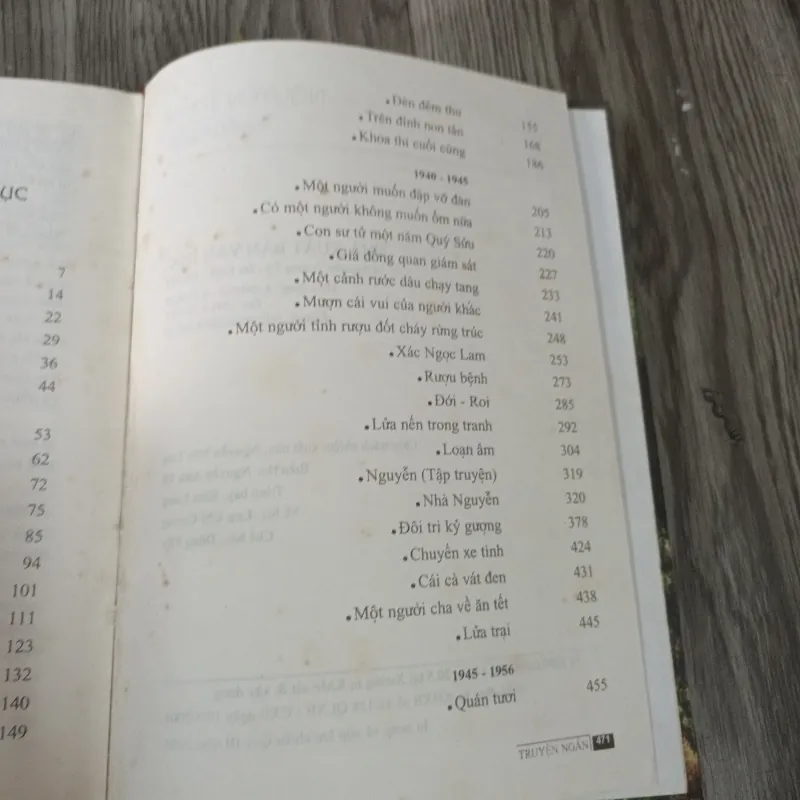 ỤC
7
14
22
29
36
44
53
62
72
75
85
94
101
111
123
132
140
149
• Đèn đêm thu 155
• Trên đỉnh non tản 168
• Khoa thi cuối cùng 186
1940 - 1945
• Một người muốn đập vỡ đàn 205
• Có một người không muốn ốm nữa 213
• Con sư tử một năm Quý Sửu 220
• Giá đồng quan giám sát 227
• Một cảnh rước dâu chạy tang 233
• Mượn cái vui của người khác 241
• Một người tỉnh rượu đốt cháy rừng trúc 248
• Xác Ngọc Lam 253
• Rượu bệnh 273
• Đới - Roi 285
• Lửa nến trong tranh 292
• Loạn âm 304
• Nguyễn (Tập truyện) 319
• Nhà Nguyễn 320
• Đôi tri kỷ gượng 378
• Chuyến xe tình 424
• Cái cà vát đen 431
• Một người cha về ăn tết 438
• Lửa trại 445
1945 - 1956
• Quán tươi 455
TRUYỆN NGẮN 471